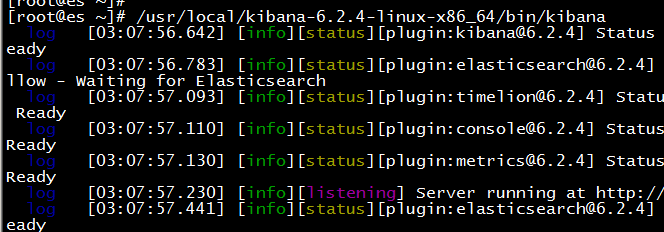 [root@es ~]#
[root@es ~]# /usr/local/kibana-6.2.4-linux-x86_64/bin/kibana
log [03:07:56.642] [info][status][plugin:kibana@6.2.4] Status
eady
log [03:07:56.783] [info][status][plugin:elasticsearch@6.2.4]
llow - Waiting for Elasticsearch
log [03:07:57.093] [info][status][plugin:timelion@6.2.4] Statu
Ready
log [03:07:57.110] [info][status][plugin:console@6.2.4] Status
Ready
log [03:07:57.130] [info][status][plugin:metrics@6.2.4] Status
Ready
log [03:07:57.230] [info][listening] Server running at http://
log [03:07:57.441] [info][status][plugin:elasticsearch@6.2.4]
eady